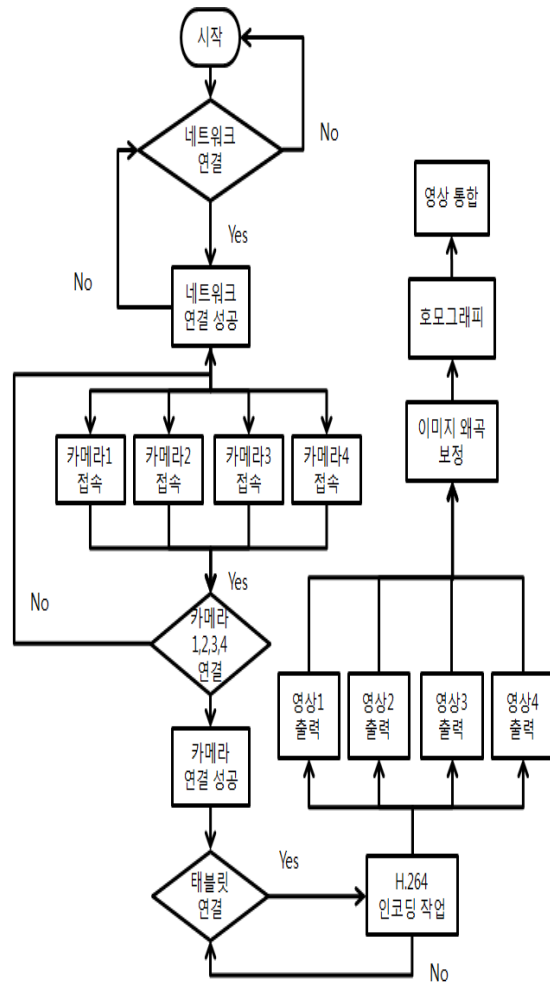 시작
No
네트워크
연결
Yes
No
네트워크
연결 성공
카메라1
접속
카메라2
접속
카메라3
접속
카메라4
접속
Yes
No
카메라
1,2,3,4
연결
카메라
연결 성공
태블릿
연결
Yes
H.264
인코딩 작업
No
영상1
출력
영상2
출력
영상3
출력
영상4
출력
이미지 왜곡
보정
호모그래피
영상 통합